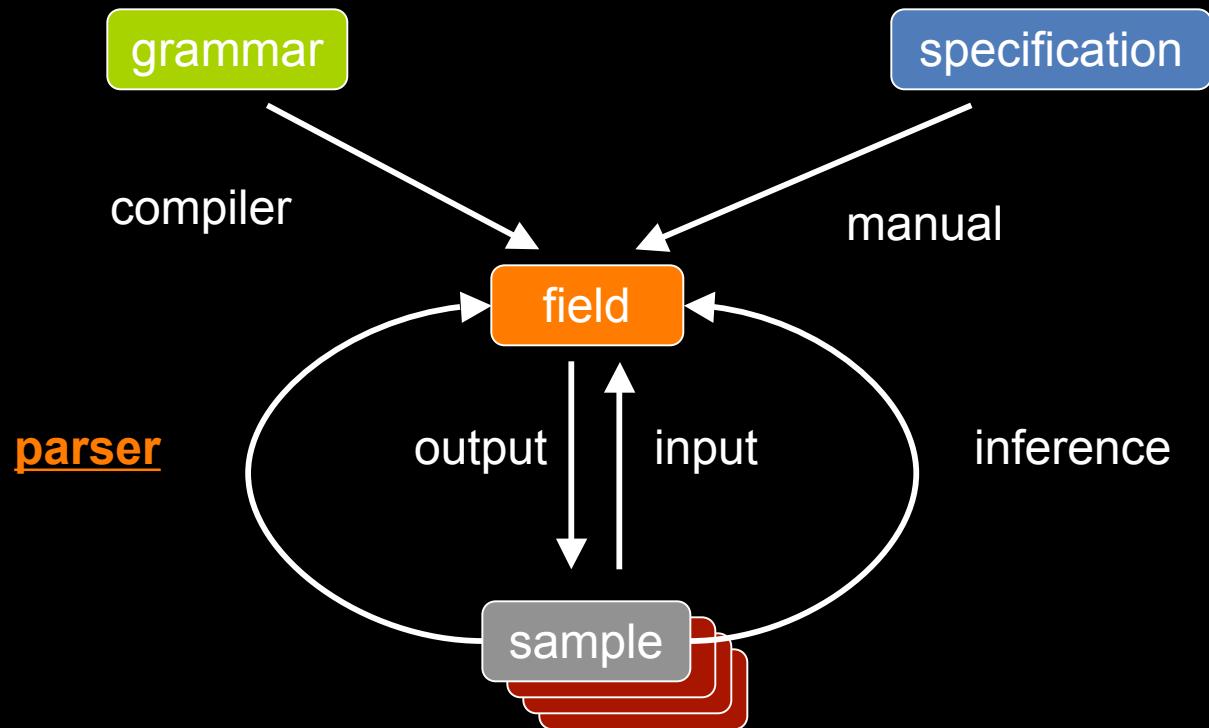 grammar
specification
compiler
manual
field
parser
output
input
inference
sample